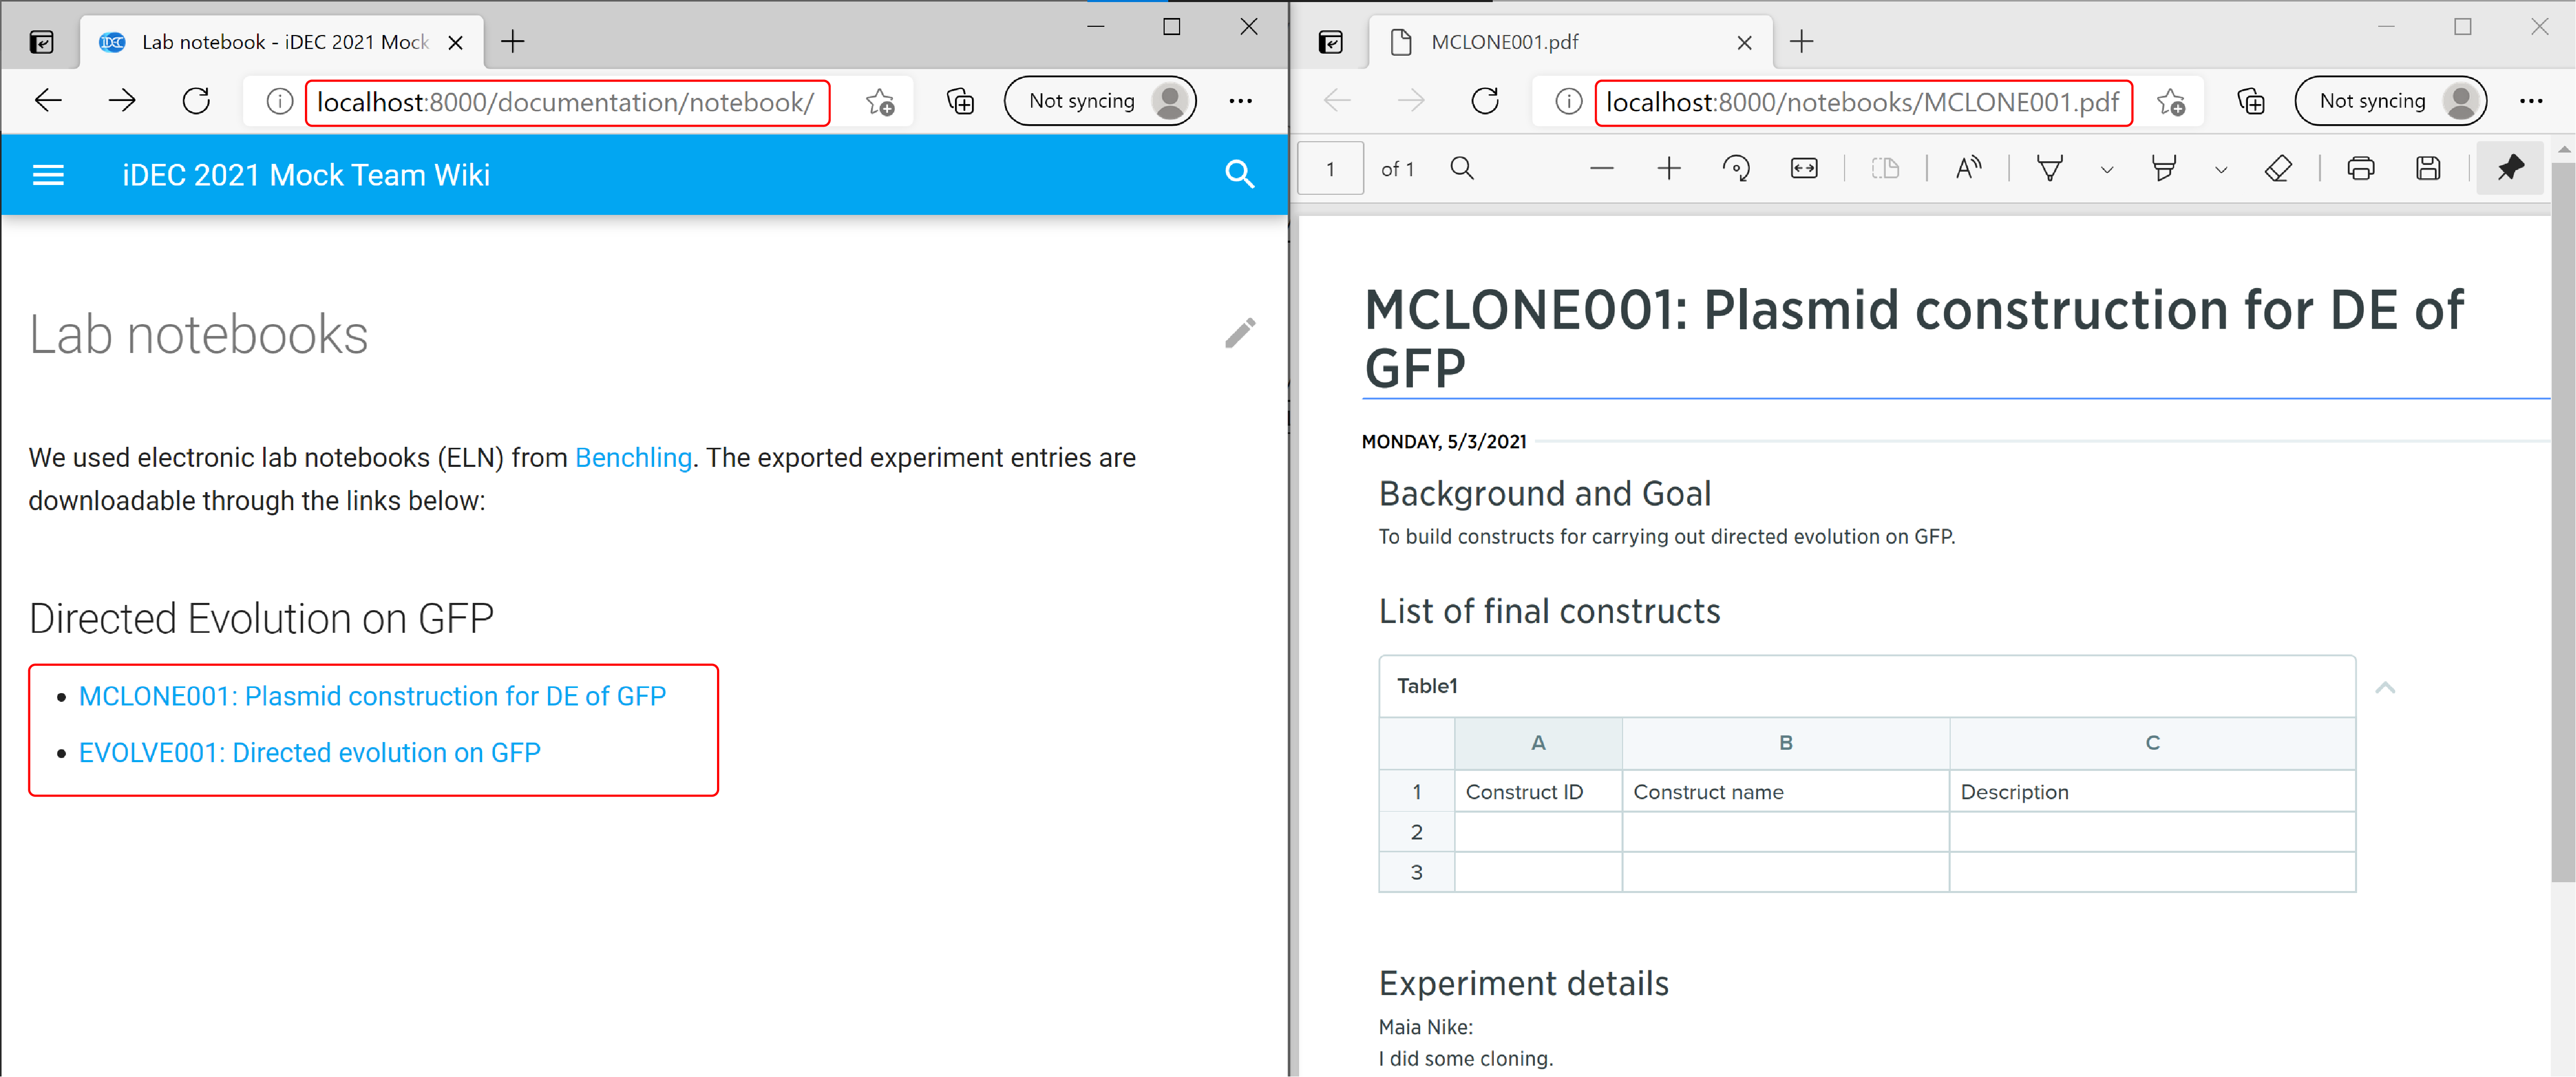 Lab notebook - iDEC 2021 Mock
localhost:8000/documentation/notebook/
Not syncing
iDEC 2021 Mock Team Wiki
Lab notebooks
We used electronic lab notebooks (ELN) from Benchling. The exported experiment entries are
downloadable through the links below:
Directed Evolution on GFP
• MCLONE001: Plasmid construction for DE of GFP
• EVOLVE001: Directed evolution on GFP
MCLONE001.pdf
localhost:8000/notebooks/MCLONE001.pdf
Not syncing
1 of 1
MCLONE001: Plasmid construction for DE of
GFP
MONDAY, 5/3/2021
Background and Goal
To build constructs for carrying out directed evolution on GFP.
List of final constructs
Table1
A B C
1 Construct ID Construct name Description
2
3
Experiment details
Maia Nike:
I did some cloning.